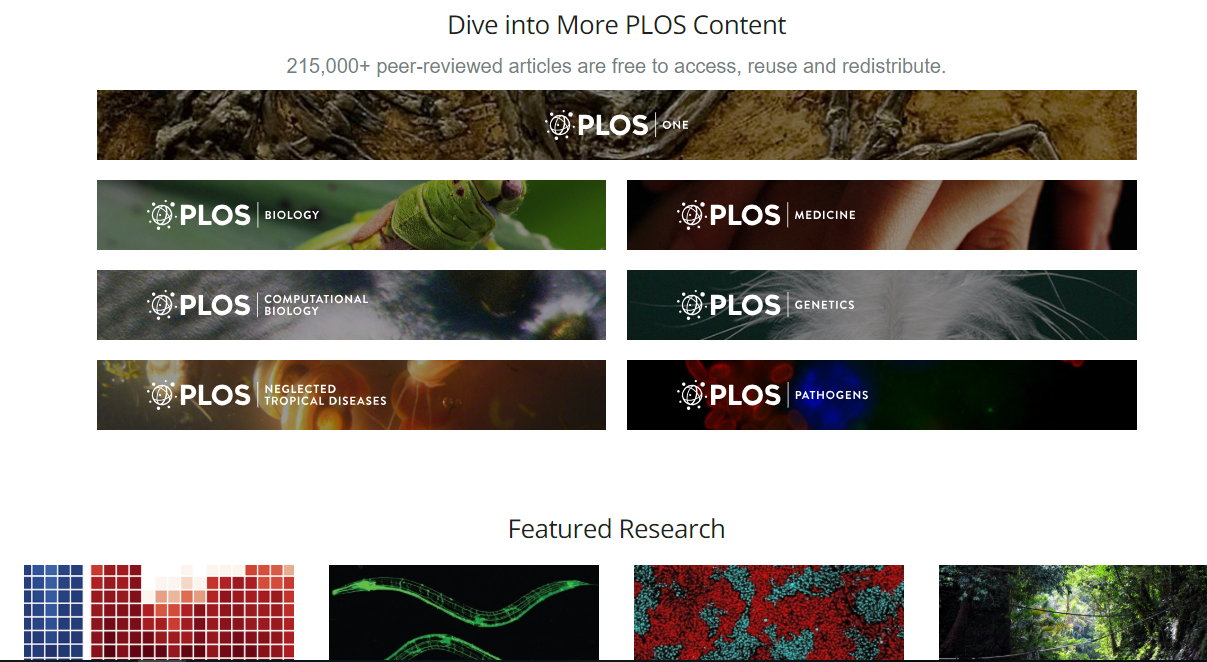 Dive into More PLOS Content
215,000+ peer-reviewed articles are free to access, reuse and redistribute.
PLOS ONE
PLOS BIOLOGY
PLOS MEDICINE
PLOS COMPUTATIONAL
BIOLOGY
PLOS GENETICS
PLOS NEGLECTED
TROPICAL DISEASES
PLOS PATHOGENS
Featured Research